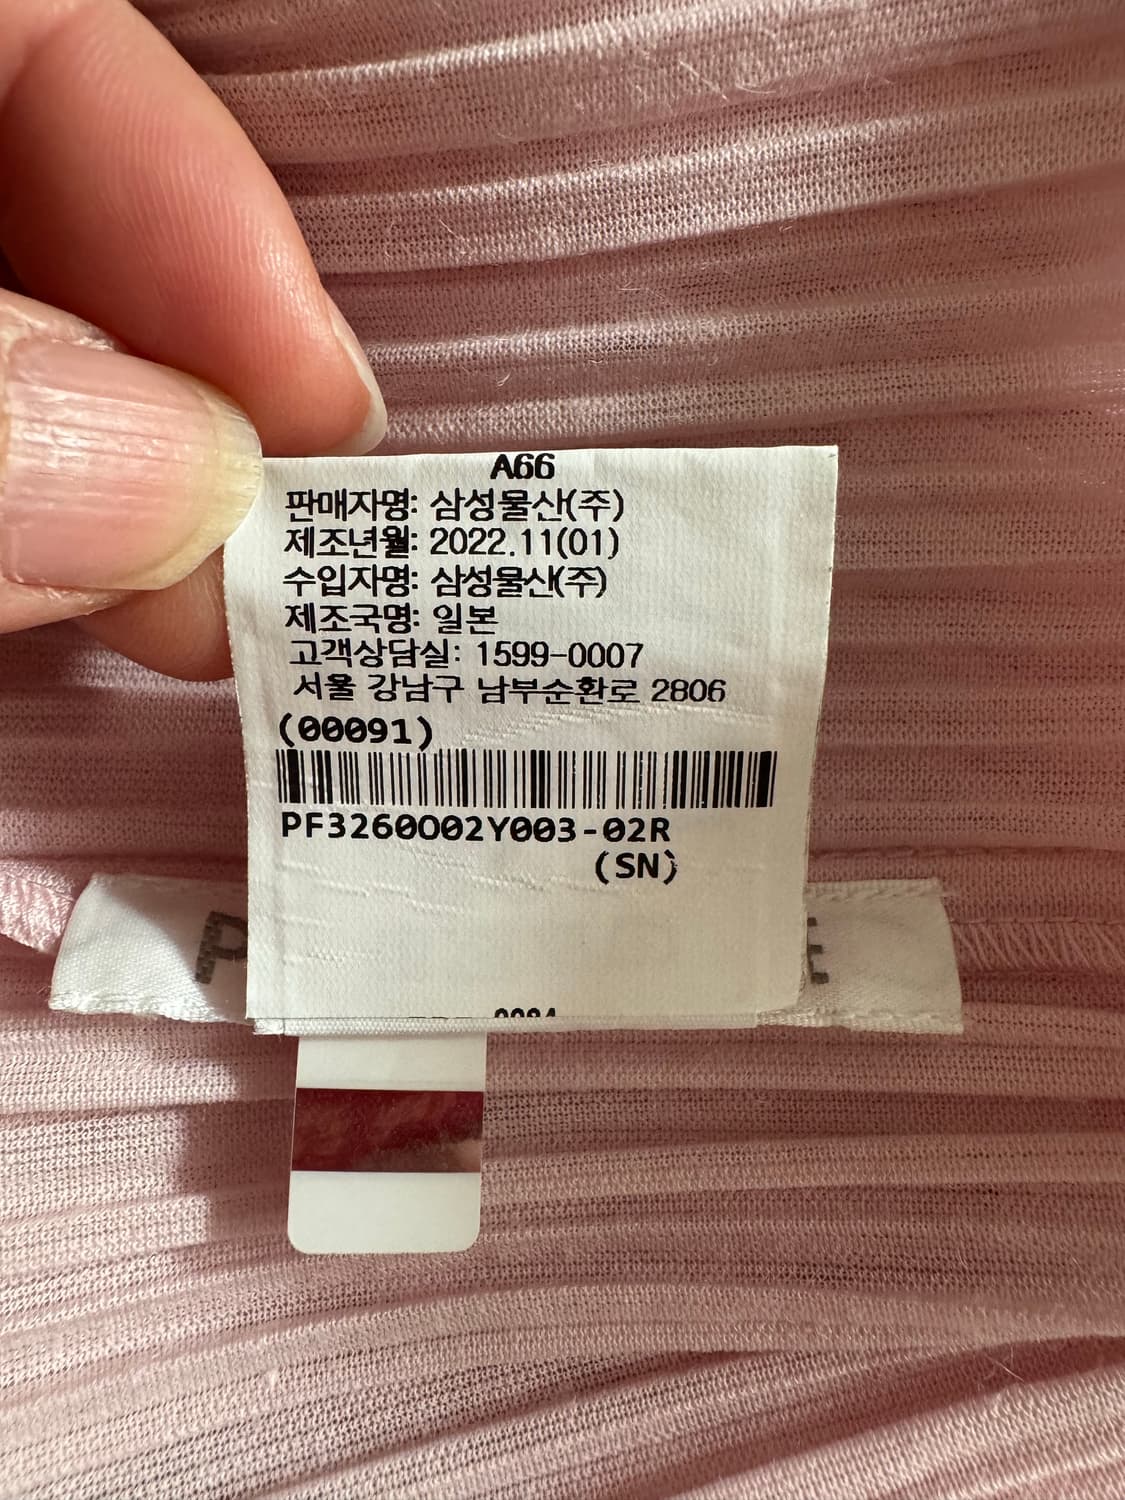 A66
판매자명: 삼성물산(주)
제조년월: 2022.11(01)
수입자명: 삼성물산(주)
제조국명: 일본
고객상담실: 1599-0007
서울 강남구 남부순환로 2806
(00091)
PF3260O02Y003-02R
(SN)